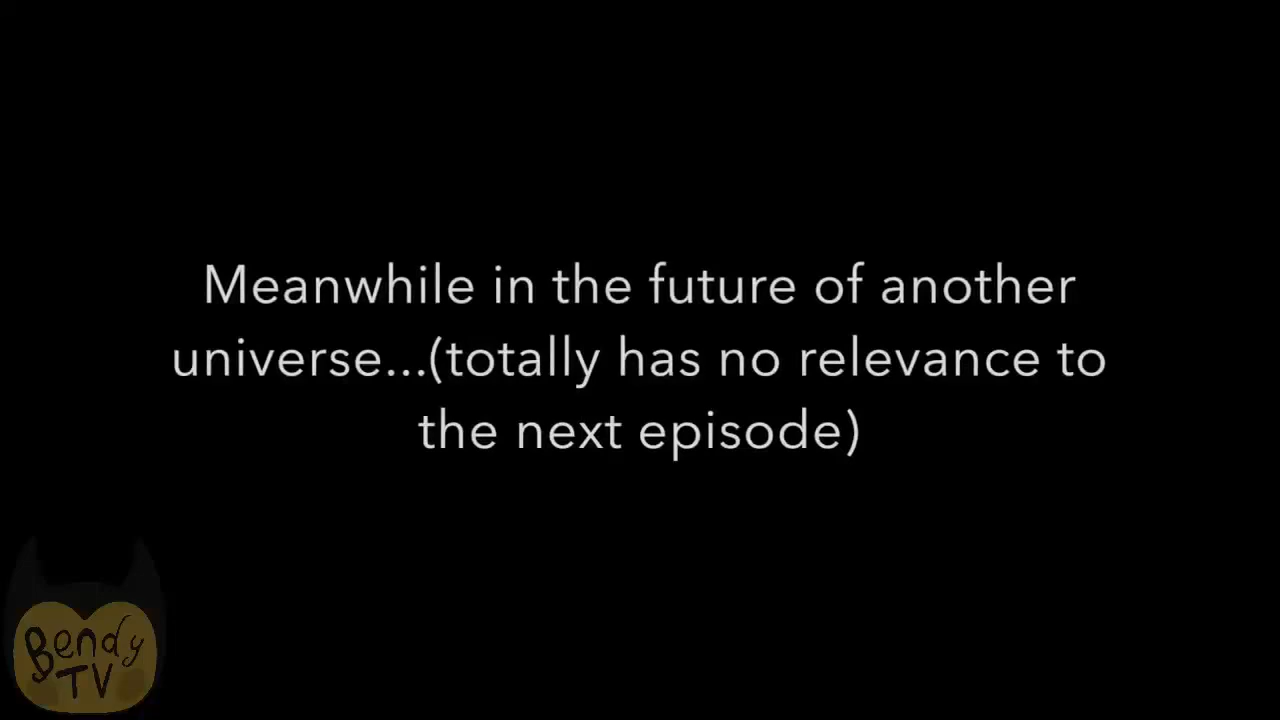 Meanwhile in the future of another
universe...(totally has no relevance to
the next episode)
Bendy
TV